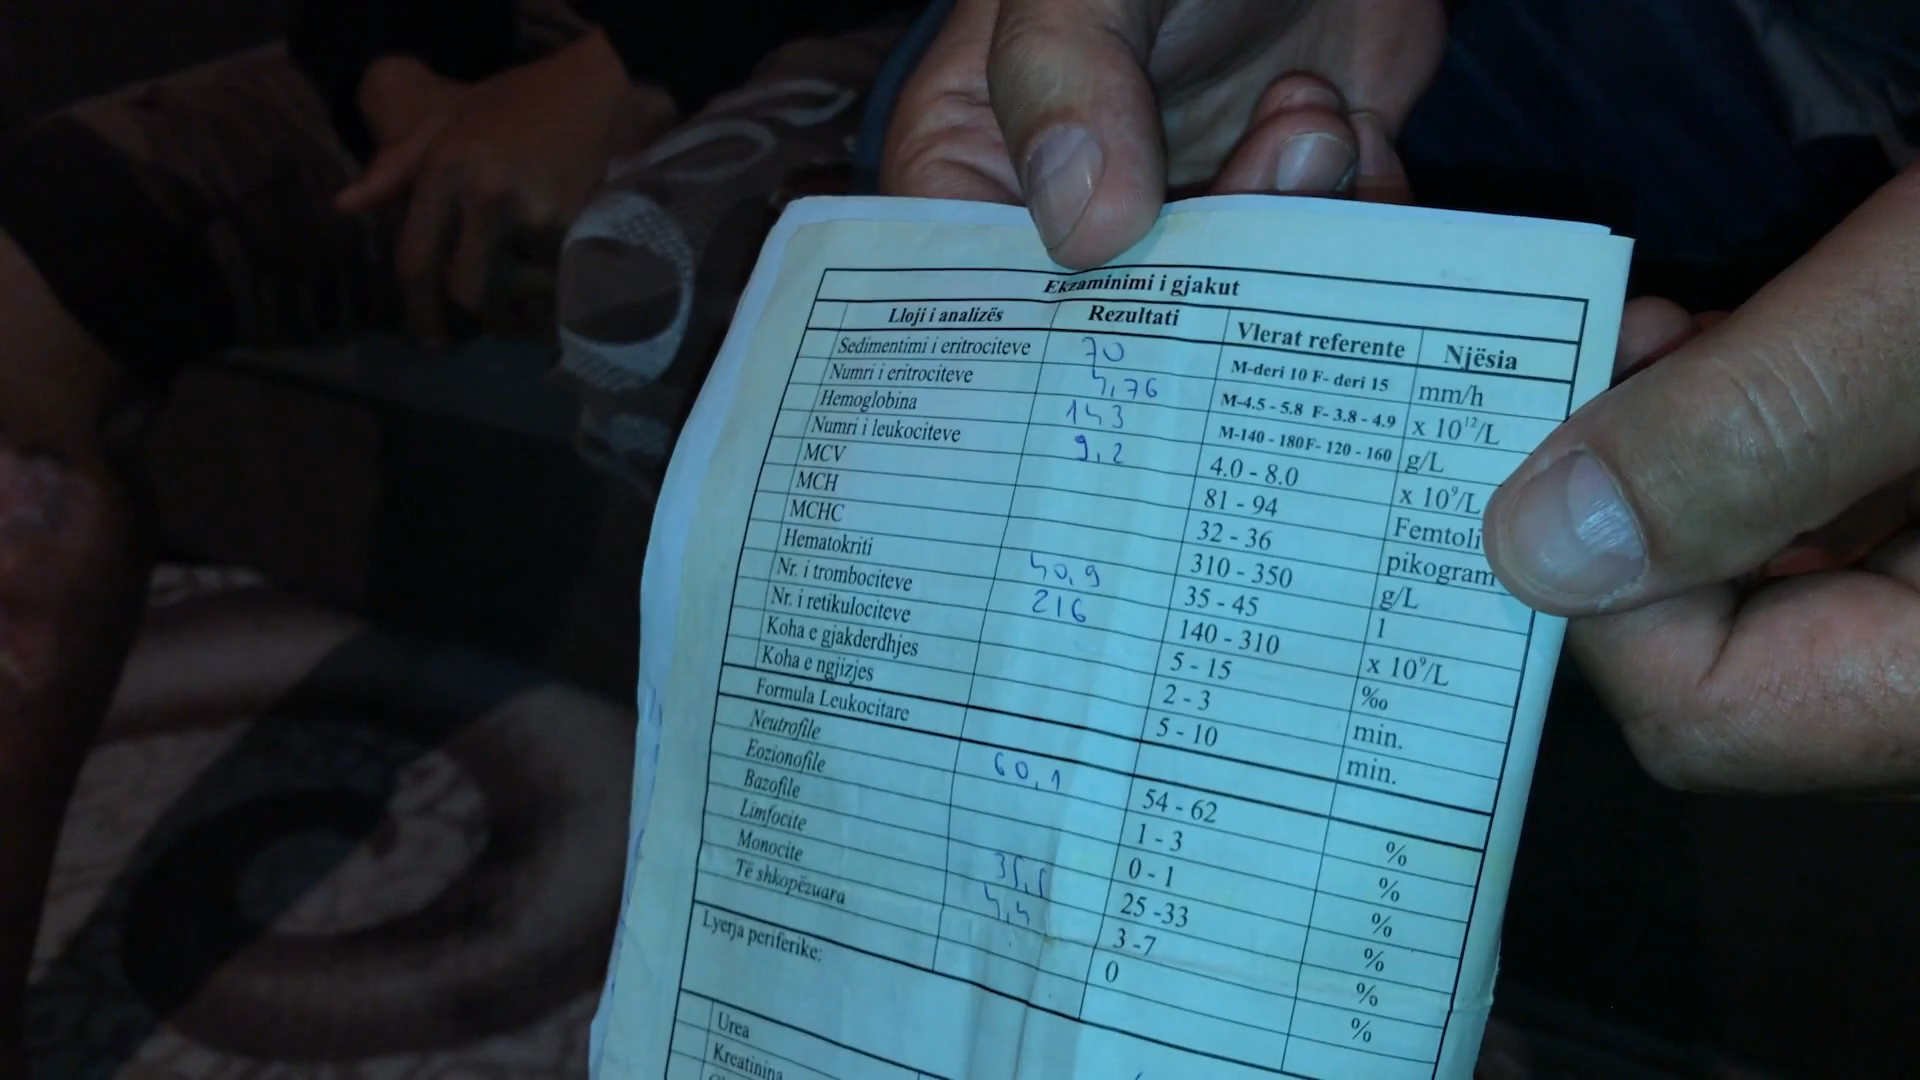 Ekzaminimi i gjakut
Lloji i analizës Rezultati Vlerat referente Njësia
Sedimentimi i eritrociteve 70 M-deri 10 F- deri 15 mm/h
Numri i eritrociteve 4,76 M-4.5 - 5.8 F- 3.8 - 4.9 x 10¹²/L
Hemoglobina 143 M-140 - 180F- 120 - 160 g/L
Numri i leukociteve 9,2 4.0 - 8.0 x 10⁹/L
MCV 81 - 94 Femtoli
MCH 32 - 36 pikogram
MCHC 310 - 350 g/L
Hematokriti 40,9 35 - 45 1
Nr. i trombociteve 216 140 - 310 x 10⁹/L
Nr. i retikulociteve 5 - 15 ‰
Koha e gjakderdhjes 2 - 3 min.
Koha e ngjizjes 5 - 10 min.
Formula Leukocitare
Neutrofile 60,1 54 - 62 %
Eozionofile 1 - 3 %
Bazofile 0 - 1 %
Limfocite 25 -33 %
Monocite 4,4 3 -7 %
Të shkopëzuara 0 %
Lyerja periferike:
Urea
Kreatinina